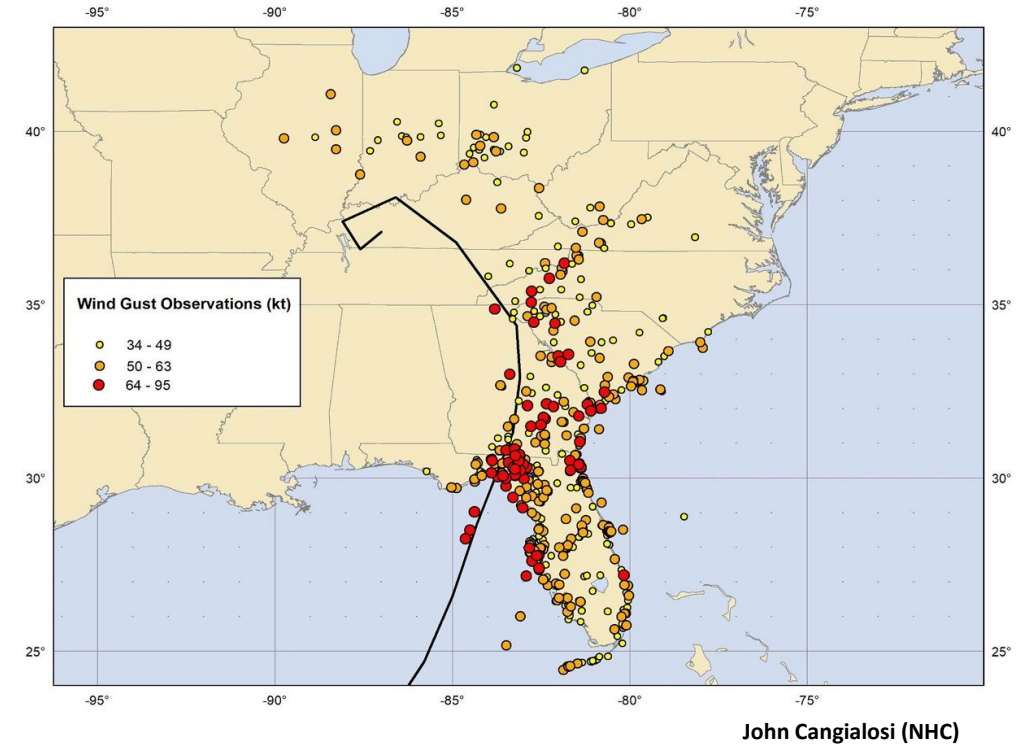 -95° -90° -85° -80° -75°
40° 40°
35° 35°
Wind Gust Observations (kt)
34 - 49
50 - 63
64 - 95
30° 30°
25° 25°
-95° -90° -85° -80° -75°
John Cangialosi (NHC)